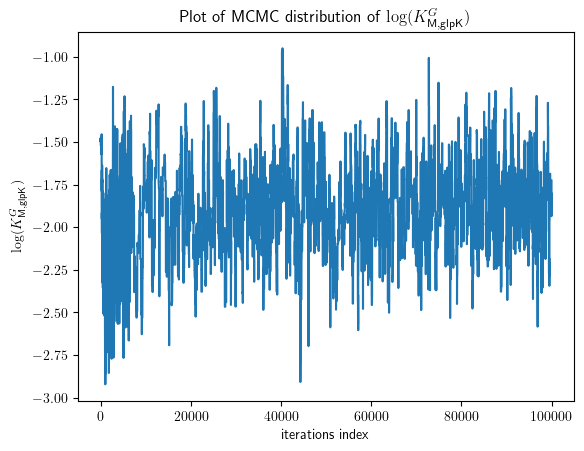 Plot of MCMC distribution of log(K^G_{M,glpK})
log(K^G_{M,glpK})
−1.00
−1.25
−1.50
−1.75
−2.00
−2.25
−2.50
−2.75
−3.00
0 20000 40000 60000 80000 100000
iterations index